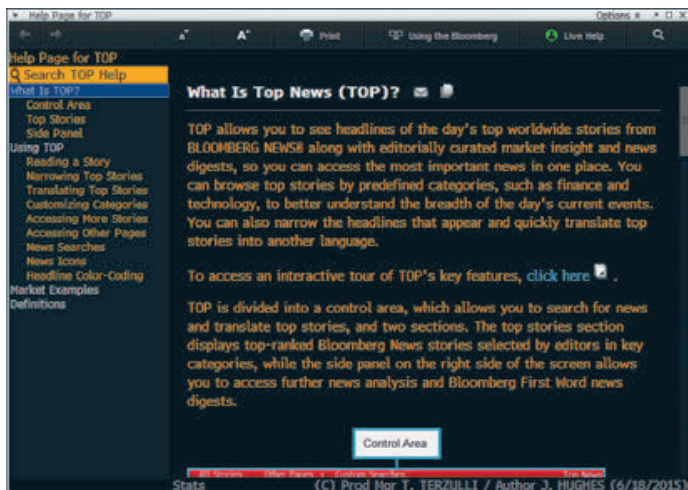 Help Page for TOP
Options
A
A
Print
Using the Bloomberg
Live Help
Help Page for TOP
Search TOP Help
What Is TOP?
Control Area
Top Stories
Side Panel
Using TOP
Reading a Story
Narrowing Top Stories
Translating Top Stories
Customizing Categories
Accessing More Stories
Accessing Other Pages
News Searches
News Icons
Headline Color-Coding
Market Examples
Definitions
What Is Top News (TOP)?
TOP allows you to see headlines of the day's top worldwide stories from
BLOOMBERG NEWS® along with editorially curated market insight and news
digests, so you can access the most important news in one place. You
can browse top stories by predefined categories, such as finance and
technology, to better understand the breadth of the day's current events.
You can also narrow the headlines that appear and quickly translate top
stories into another language.
To access an interactive tour of TOP's key features, click here .
TOP is divided into a control area, which allows you to search for news
and translate top stories, and two sections. The top stories section
displays top-ranked Bloomberg News stories selected by editors in key
categories, while the side panel on the right side of the screen allows
you to access further news analysis and Bloomberg First Word news
digests.
Control Area
All Stories Other Pages Custom Searches Top News
Stats (C) Prod Mgr T. TERZULLI / Author J. HUGHES (6/18/2015)